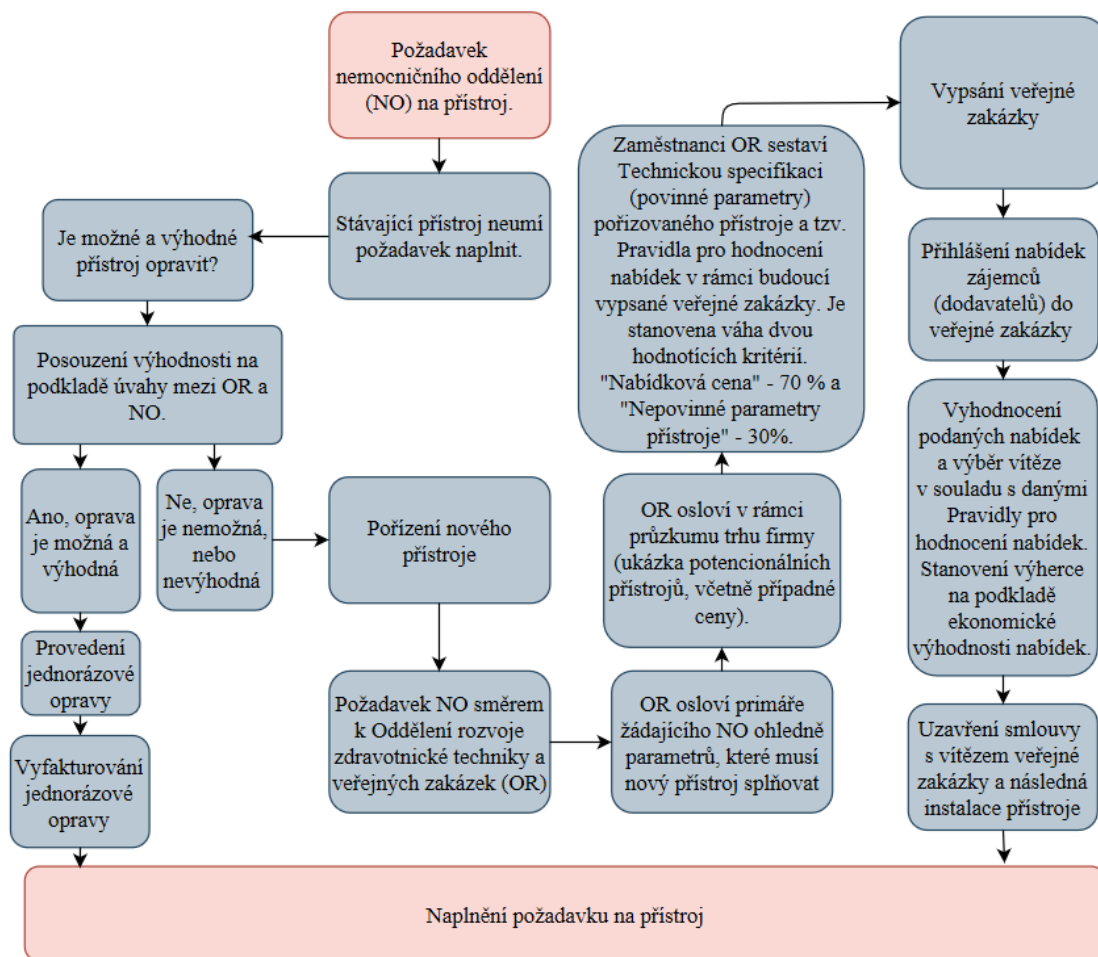 Požadavek
nemocničního oddělení
(NO) na přístroj.
Stávající přístroj neumí
požadavek naplnit.
Je možné a výhodné
přístroj opravit?
Posouzení výhodnosti na
podkladě úvahy mezi OR a
NO.
Ano, oprava
je možná a
výhodná
Ne, oprava
je nemožná,
nebo
nevýhodná
Provedení
jednorázové
opravy
Vyfakturování
jednorázové
opravy
Pořízení nového
přístroje
Požadavek NO směrem
k Oddělení rozvoje
zdravotnické techniky a
veřejných zakázek (OR)
OR osloví primáře
žádajícího NO ohledně
parametrů, které musí
nový přístroj splňovat
OR osloví v rámci
průzkumu trhu firmy
(ukázka potencionálních
přístrojů, včetně případné
ceny).
Zaměstnanci OR sestaví
Technickou specifikaci
(povinné parametry)
pořizovaného přístroje a tzv.
Pravidla pro hodnocení
nabídek v rámci budoucí
vypsané veřejné zakázky. Je
stanovena váha dvou
hodnotících kritérií.
"Nabídková cena" - 70 % a
"Nepovinné parametry
přístroje" - 30%.
Vypsání veřejné
zakázky
Přihlášení nabídek
zájemců
(dodavatelů) do
veřejné zakázky
Vyhodnocení
podaných nabídek
a výběr vítěze
v souladu s danými
Pravidly pro
hodnocení nabídek.
Stanovení výherce
na podkladě
ekonomické
výhodnosti nabídek.
Uzavření smlouvy
s vítězem veřejné
zakázky a následná
instalace přístroje
Naplnění požadavku na přístroj